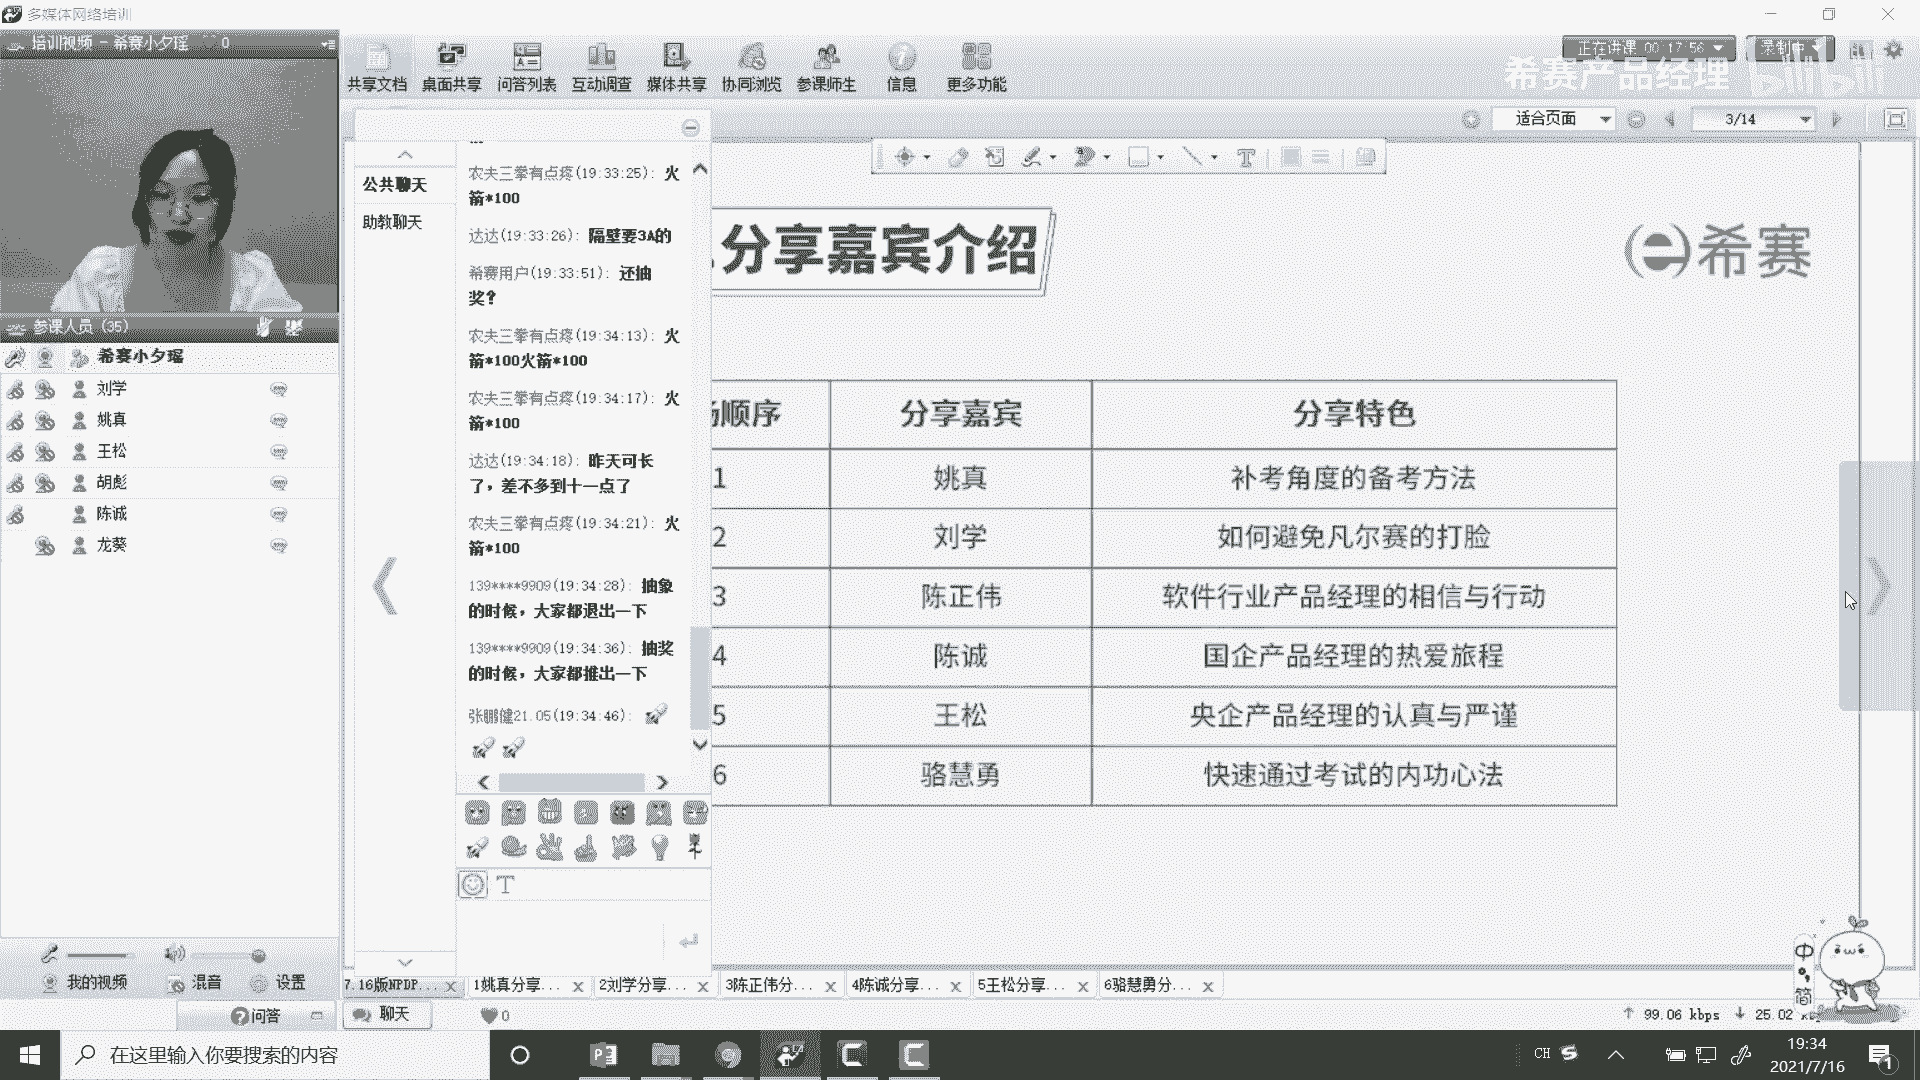 多媒体网络培训
培训视频 - 希赛小夕瑶 0
共享文档 桌面共享 问答列表 互动调查 媒体共享 协同浏览 参课师生 信息 更多功能
正在讲课 00:17:56 录制中
希赛产品经理 bilibili
适合页面 3/14
公共聊天
助教聊天
农夫三拳有点疼(19:33:25): 火
箭*100
达达(19:33:26): 隔壁要3A的
希赛用户(19:33:51): 还抽
奖?
农夫三拳有点疼(19:34:13): 火
箭*100火箭*100
农夫三拳有点疼(19:34:17): 火
箭*100
达达(19:34:18): 昨天可长
了,差不多到十一点了
农夫三拳有点疼(19:34:21): 火
箭*100
139****9909(19:34:28): 抽象
的时候,大家都退出一下
139****9909(19:34:36): 抽奖
的时候,大家都推出一下
张鹏健21.05(19:34:46):
参课人员 (35)
希赛小夕瑶
刘学
姚真
王松
胡彪
陈诚
龙葵
分享嘉宾介绍
希赛
顺序 分享嘉宾 分享特色
1 姚真 补考角度的备考方法
2 刘学 如何避免凡尔赛的打脸
3 陈正伟 软件行业产品经理的相信与行动
4 陈诚 国企产品经理的热爱旅程
5 王松 央企产品经理的认真与严谨
6 骆慧勇 快速通过考试的内功心法
我的视频 混音 设置
7.16版NPDP... 1姚真分享... 2刘学分享... 3陈正伟分... 4陈诚分享... 5王松分享... 6骆慧勇分...
问答 聊天 0
99.06 kbps 25.02
中
简
在这里输入你要搜索的内容
CH
19:34
2021/7/16
1